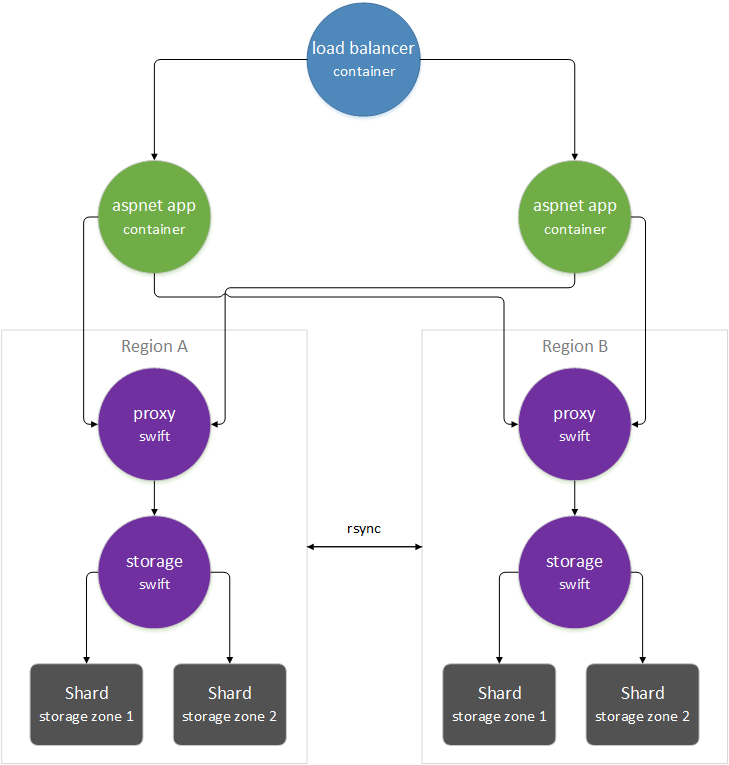 load balancer
container
aspnet app
container
aspnet app
container
Region A
Region B
proxy
swift
proxy
swift
rsync
storage
swift
storage
swift
Shard
storage zone 1
Shard
storage zone 2
Shard
storage zone 1
Shard
storage zone 2